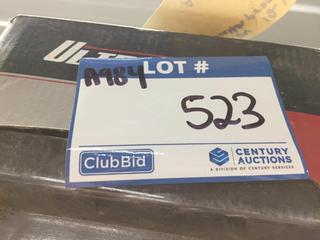 A984 LOT #
523
ClubBid
CENTURY
AUCTIONS
A DIVISION OF CENTURY SERVICES